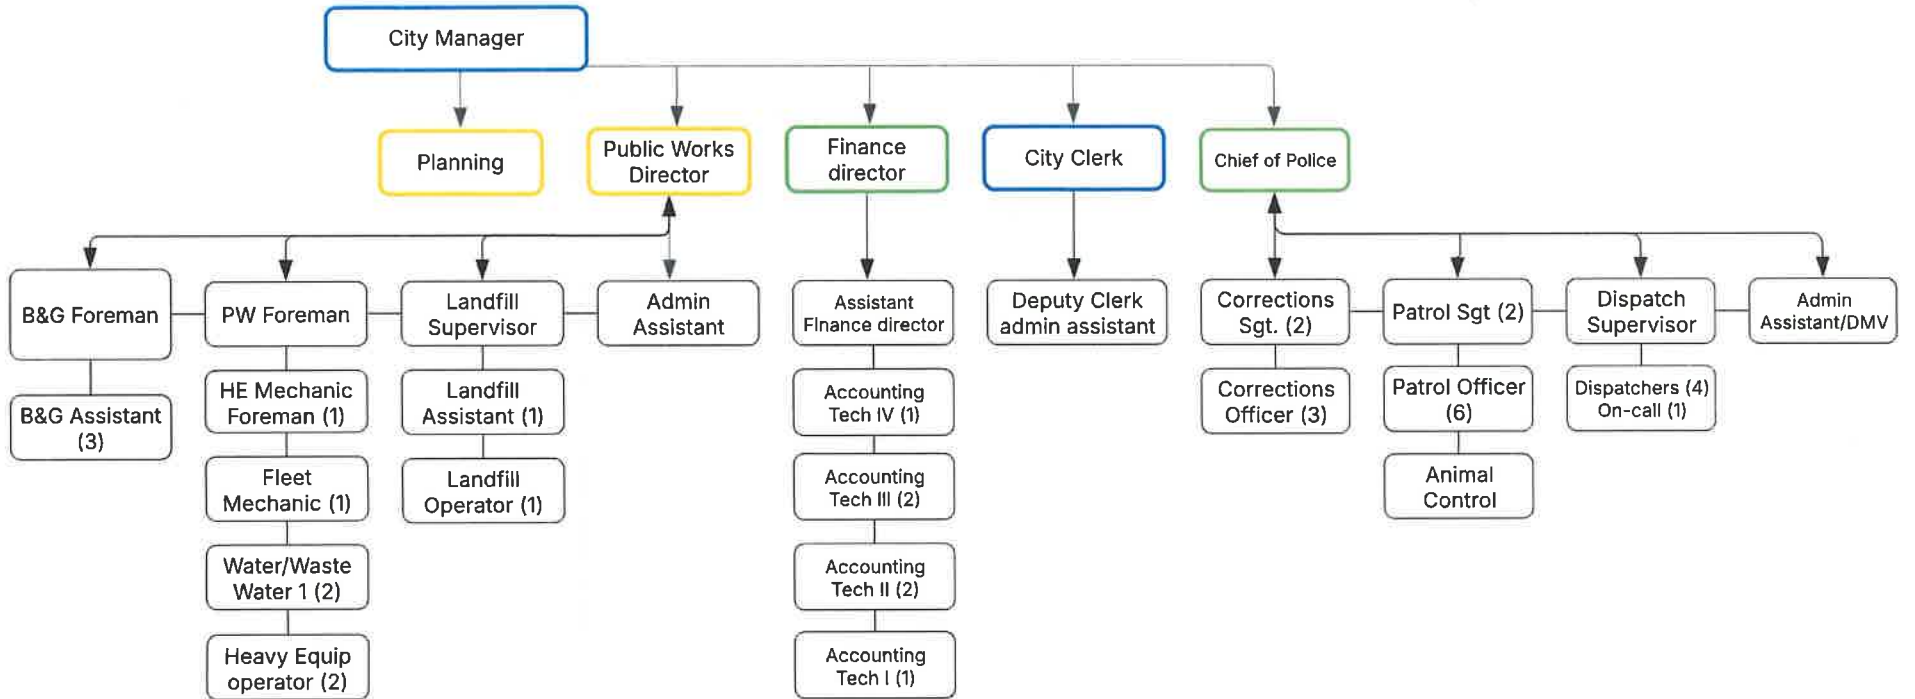 City Manager
Planning
Public Works
Director
Finance
director
City Clerk
Chief of Police
B&G Foreman
PW Foreman
Landfill
Supervisor
Admin
Assistant
Assistant
FInance director
Deputy Clerk
admin assistant
Corrections
Sgt. (2)
Patrol Sgt (2)
Dispatch
Supervisor
Admin
Assistant/DMV
B&G Assistant
(3)
HE Mechanic
Foreman (1)
Landfill
Assistant (1)
Accounting
Tech IV (1)
Corrections
Officer (3)
Patrol Officer
(6)
Dispatchers (4)
On-call (1)
Fleet
Mechanic (1)
Landfill
Operator (1)
Accounting
Tech III (2)
Animal
Control
Water/Waste
Water 1 (2)
Accounting
Tech II (2)
Heavy Equip
operator (2)
Accounting
Tech I (1)